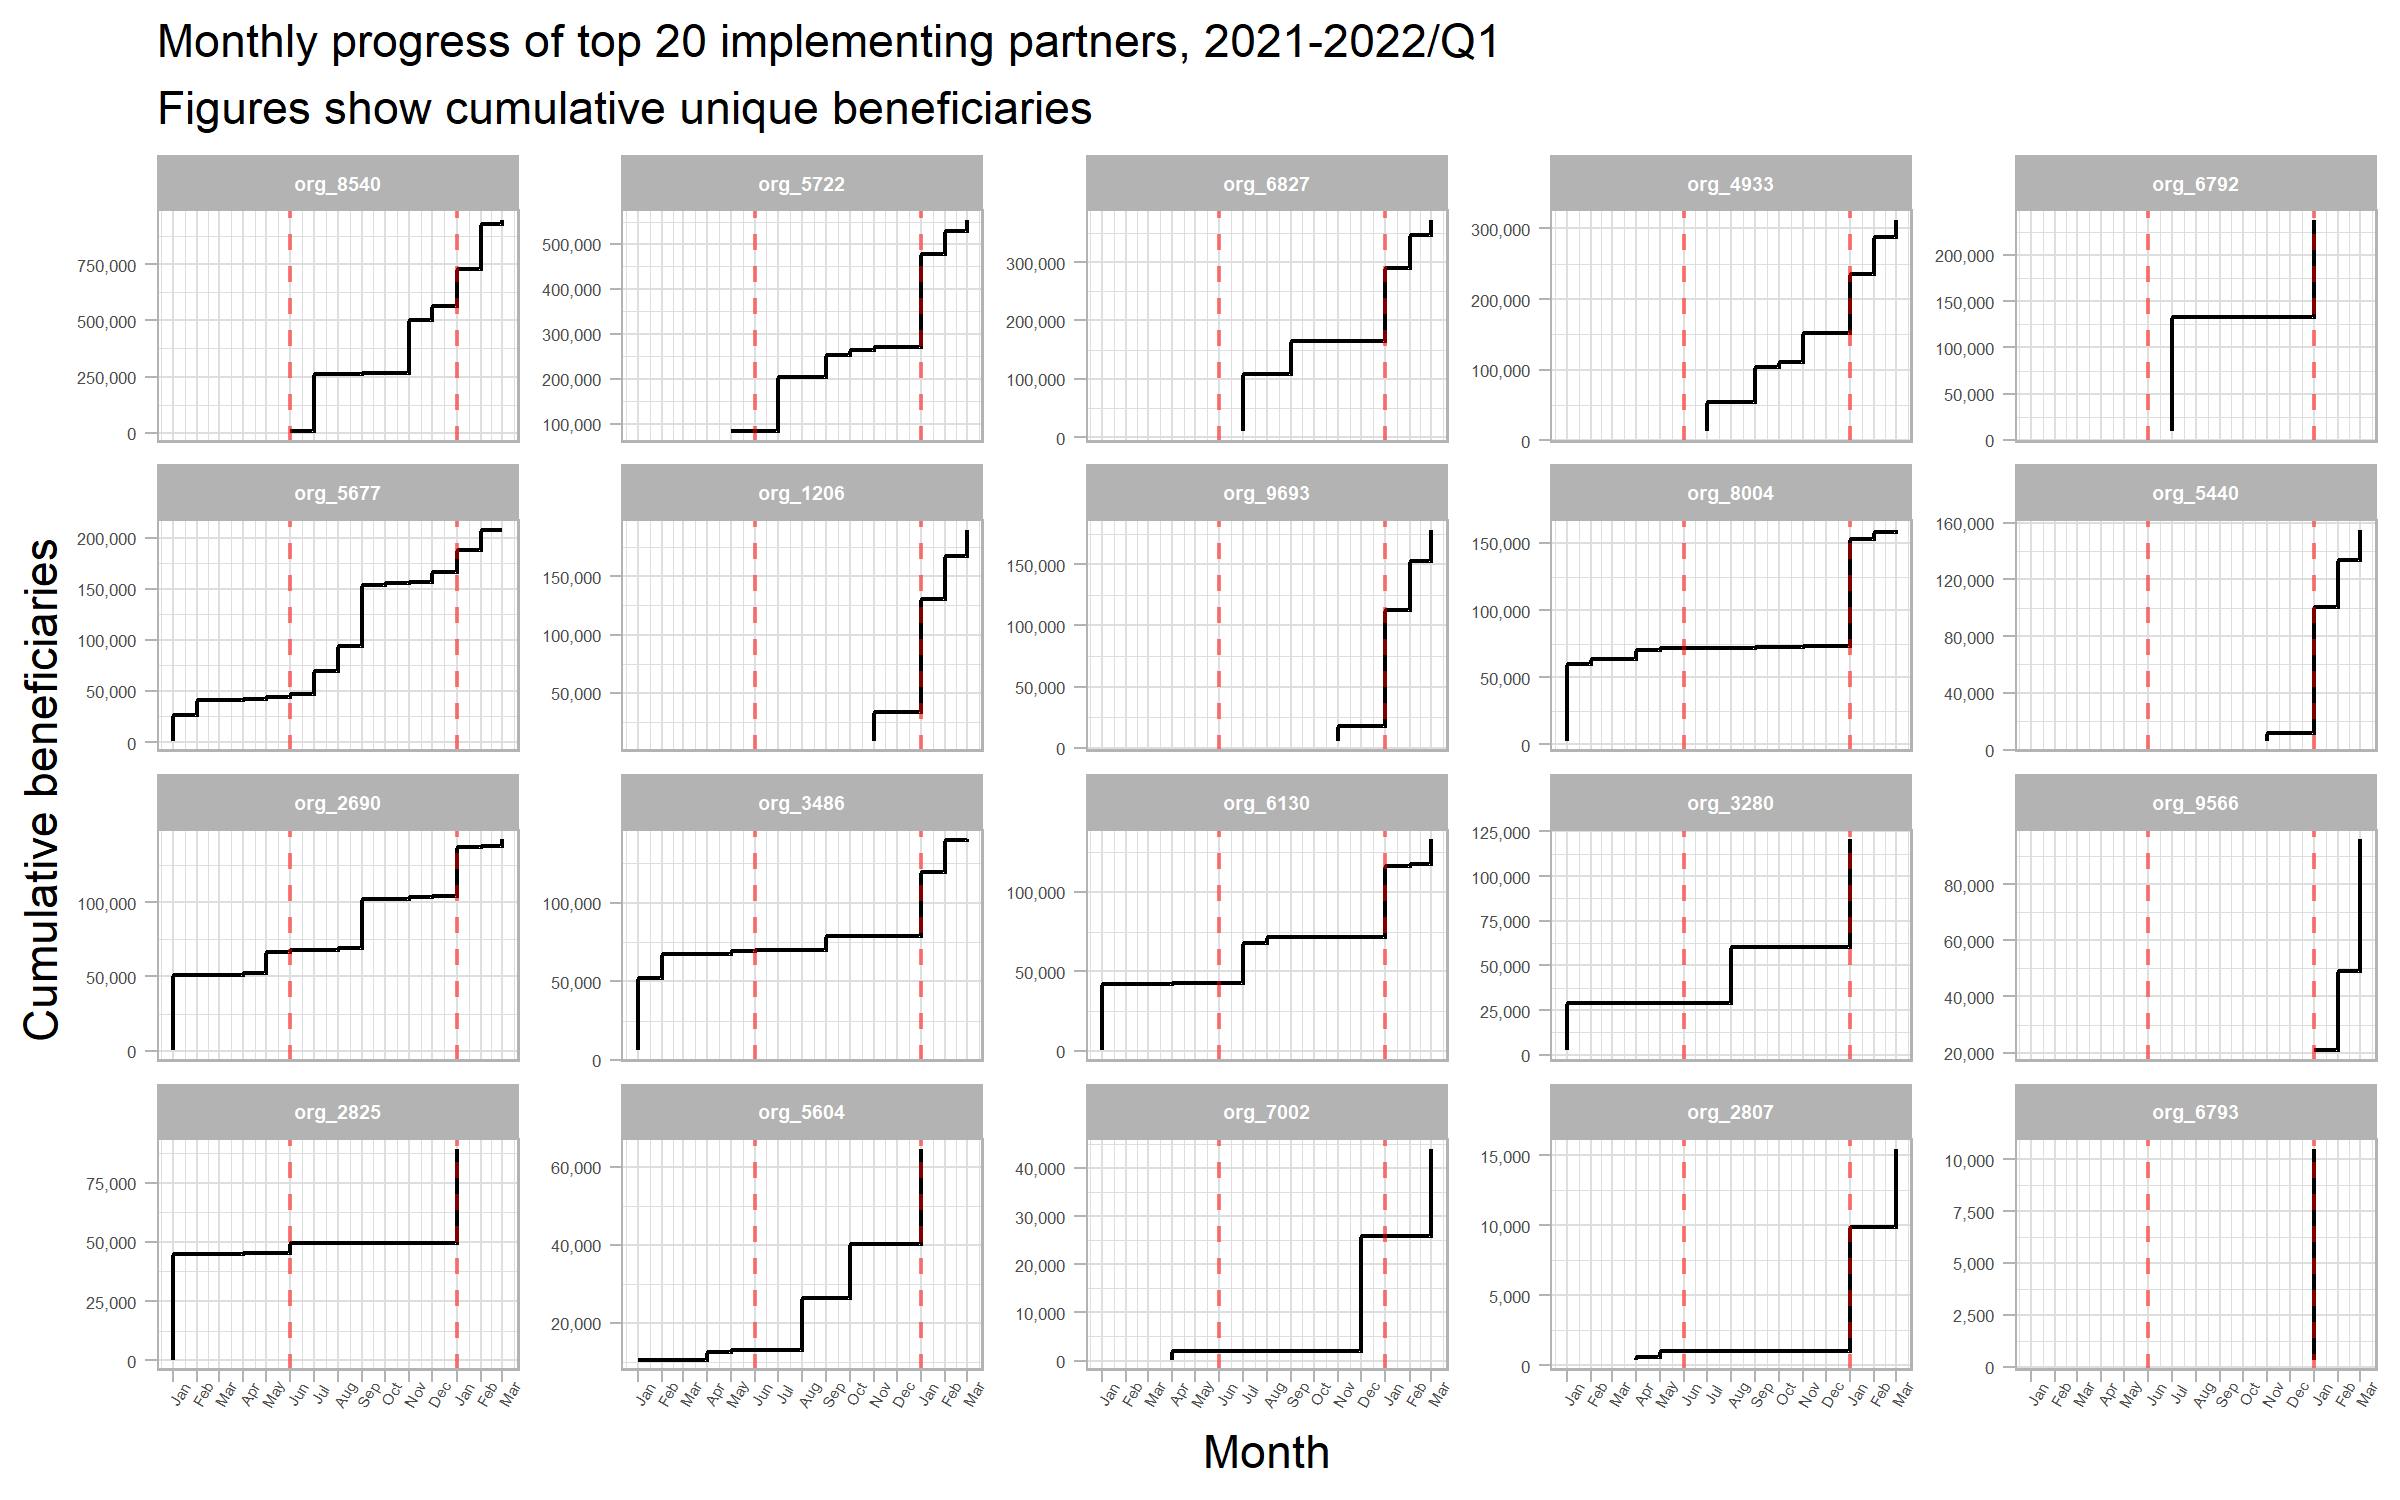 Monthly progress of top 20 implementing partners, 2021-2022/Q1
Figures show cumulative unique beneficiaries
org_8540
org_5722
org_6827
org_4933
org_6792
750,000
500,000
250,000
0
500,000
400,000
300,000
200,000
100,000
300,000
200,000
100,000
0
300,000
200,000
100,000
0
200,000
150,000
100,000
50,000
0
org_5677
org_1206
org_9693
org_8004
org_5440
200,000
150,000
100,000
50,000
0
150,000
100,000
50,000
150,000
100,000
50,000
0
150,000
100,000
50,000
0
160,000
120,000
80,000
40,000
0
org_2690
org_3486
org_6130
org_3280
org_9566
100,000
50,000
0
100,000
50,000
0
100,000
50,000
0
125,000
100,000
75,000
50,000
25,000
0
80,000
60,000
40,000
20,000
org_2825
org_5604
org_7002
org_2807
org_6793
75,000
50,000
25,000
0
60,000
40,000
20,000
40,000
30,000
20,000
10,000
0
15,000
10,000
5,000
0
10,000
7,500
5,000
2,500
0
Jan Feb Mar Apr May Jun Jul Aug Sep Oct Nov Dec Jan Feb Mar
Jan Feb Mar Apr May Jun Jul Aug Sep Oct Nov Dec Jan Feb Mar
Jan Feb Mar Apr May Jun Jul Aug Sep Oct Nov Dec Jan Feb Mar
Jan Feb Mar Apr May Jun Jul Aug Sep Oct Nov Dec Jan Feb Mar
Jan Feb Mar Apr May Jun Jul Aug Sep Oct Nov Dec Jan Feb Mar
Cumulative beneficiaries
Month